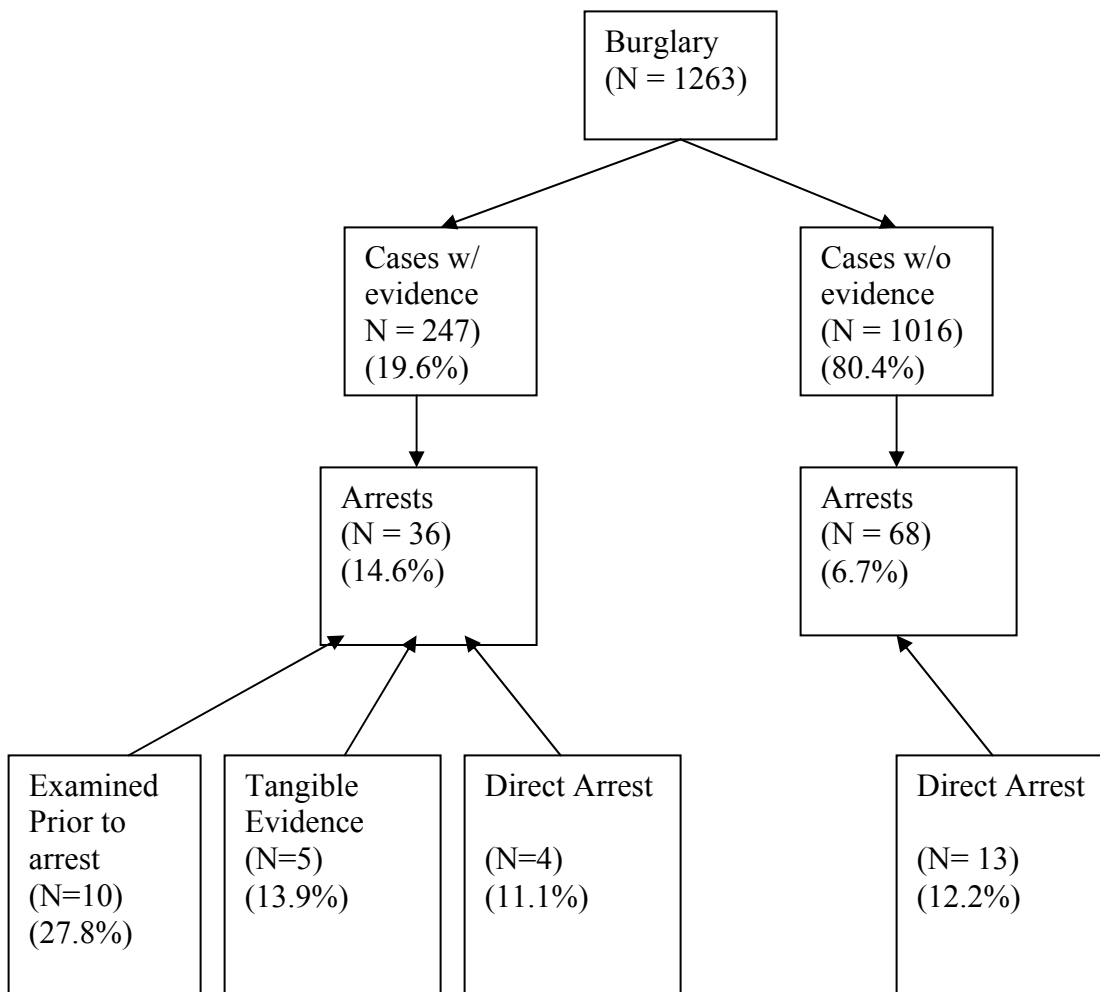 Burglary
(N = 1263)
Cases w/
evidence
N = 247)
(19.6%)
Cases w/o
evidence
(N = 1016)
(80.4%)
Arrests
(N = 36)
(14.6%)
Arrests
(N = 68)
(6.7%)
Examined
Prior to
arrest
(N=10)
(27.8%)
Tangible
Evidence
(N=5)
(13.9%)
Direct Arrest
(N=4)
(11.1%)
Direct Arrest
(N= 13)
(12.2%)